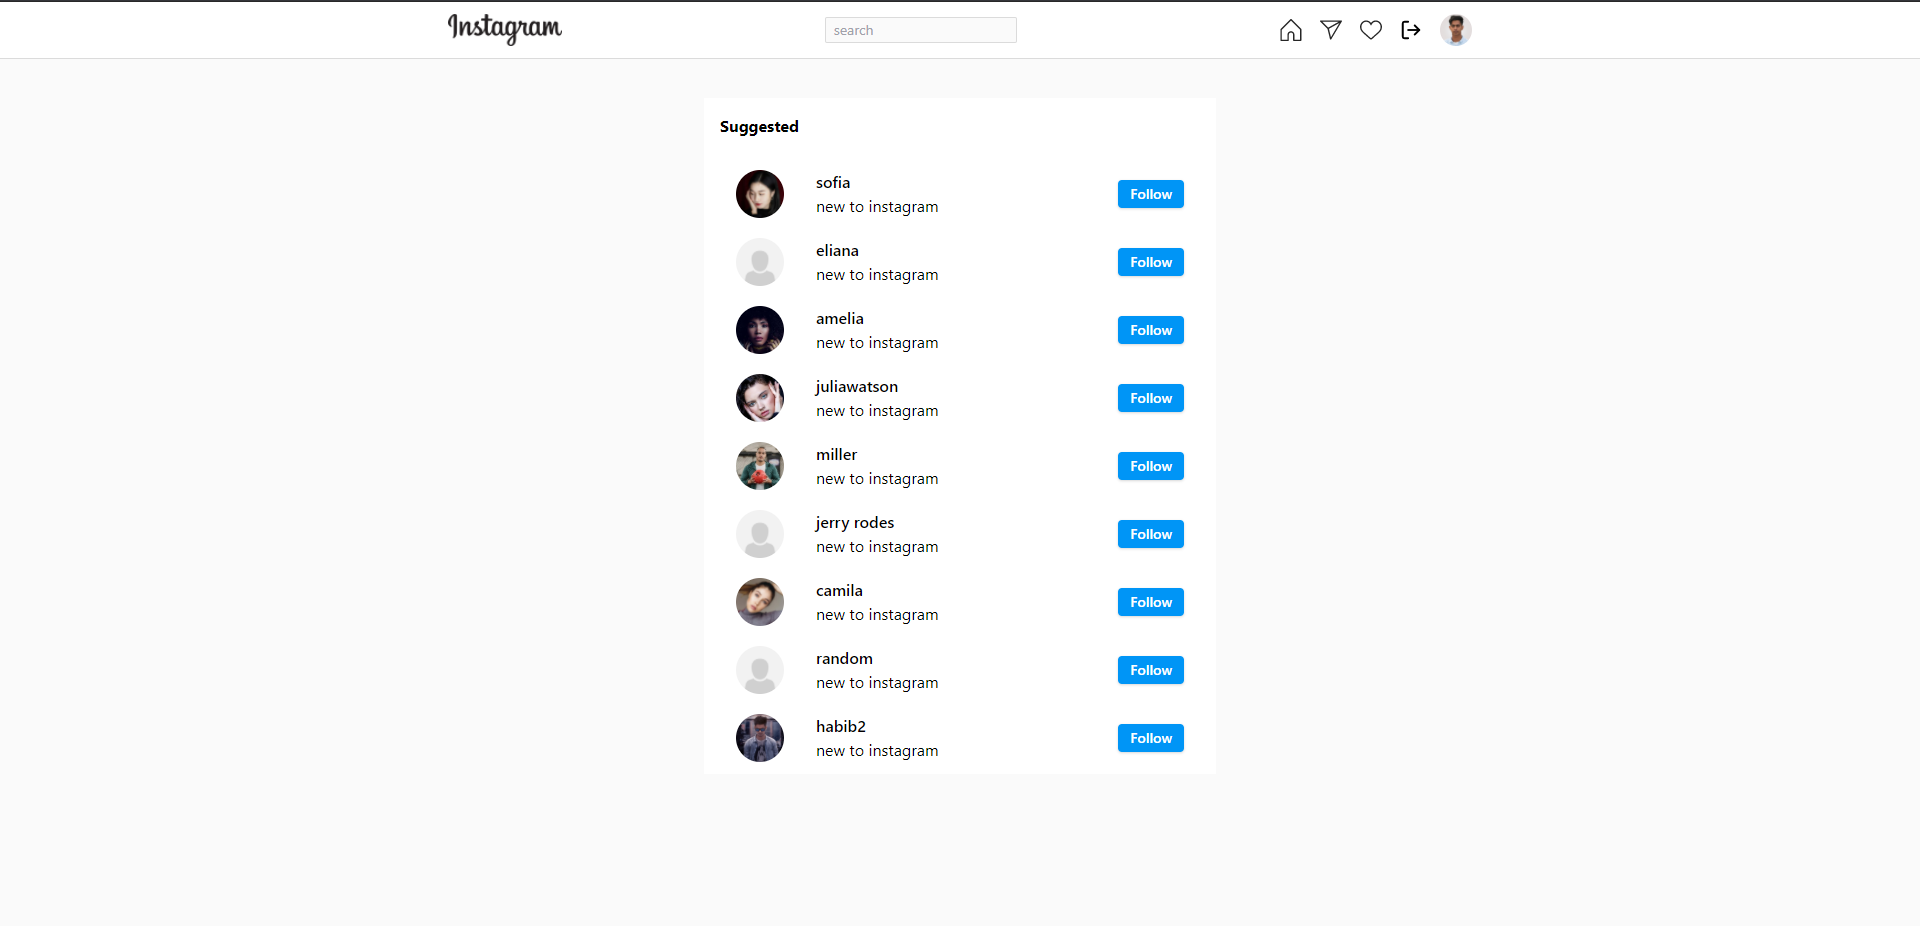 Instagram
search
Suggested
sofia
new to instagram
Follow
eliana
new to instagram
Follow
amelia
new to instagram
Follow
juliawatson
new to instagram
Follow
miller
new to instagram
Follow
jerry rodes
new to instagram
Follow
camila
new to instagram
Follow
random
new to instagram
Follow
habib2
new to instagram
Follow